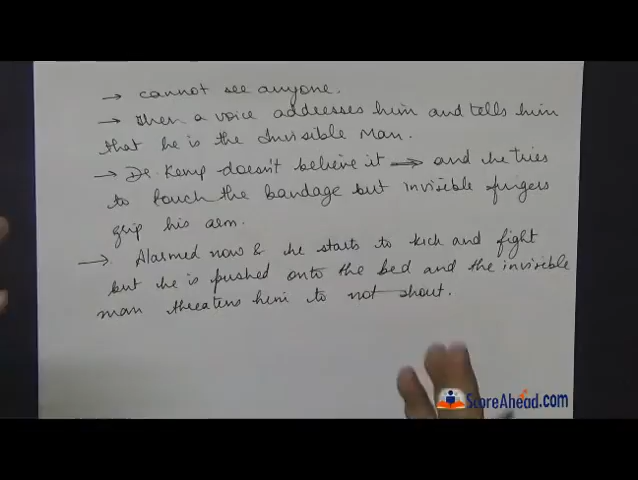 → cannot see anyone.
→ then a voice addresses him and tells him
that he is the Invisible Man.
→ Dr. Kemp doesn't believe it → and he tries
to touch the bandage but invisible fingers
grip his arm.
→ Alarmed now & he starts to kick and fight
but he is pushed onto the bed and the invisible
man threatens him to not shout.
ScoreAhead.com